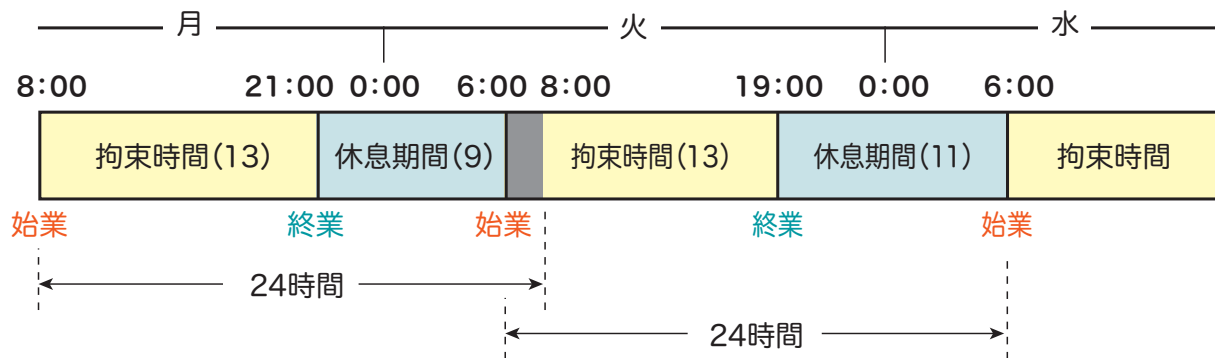 月 火 水
8:00 21:00 0:00 6:00 8:00 19:00 0:00 6:00
拘束時間(13) 休息期間(9) 拘束時間(13) 休息期間(11) 拘束時間
始業 終業 始業 終業 始業
24時間
24時間